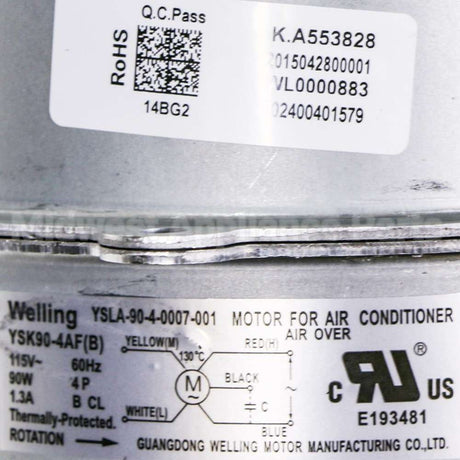 Q.C.Pass
RoHS
14BG2
K.A553828
2015042800001
VL0000883
02400401579
Welling YSLA-90-4-0007-001 MOTOR FOR AIR CONDITIONER
YSK90-4AF(B) YELLOW(M) RED(H) AIR OVER
115V~ 60Hz 130°C
90W 4P M~ BLACK
1.3A B CL C
Thermally-Protected. WHITE(L) BLUE
ROTATION → GUANGDONG WELLING MOTOR MANUFACTURING CO.,LTD.
C RU ® US
E193481